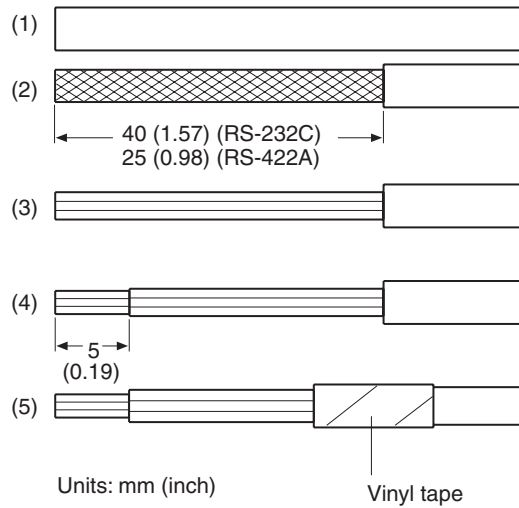 (1)
(2)
40 (1.57) (RS-232C)
25 (0.98) (RS-422A)
(3)
(4)
5
(0.19)
(5)
Units: mm (inch)
Vinyl tape